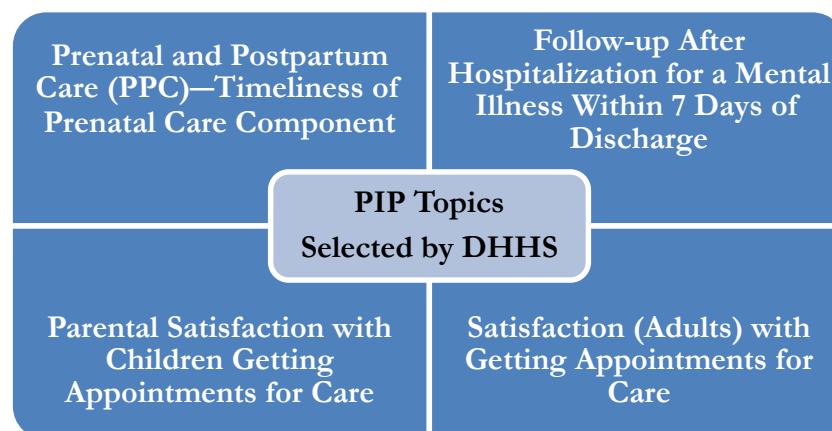 Prenatal and Postpartum
Care (PPC)—Timeliness of
Prenatal Care Component
Follow-up After
Hospitalization for a Mental
Illness Within 7 Days of
Discharge
PIP Topics
Selected by DHHS
Parental Satisfaction with
Children Getting
Appointments for Care
Satisfaction (Adults) with
Getting Appointments for
Care